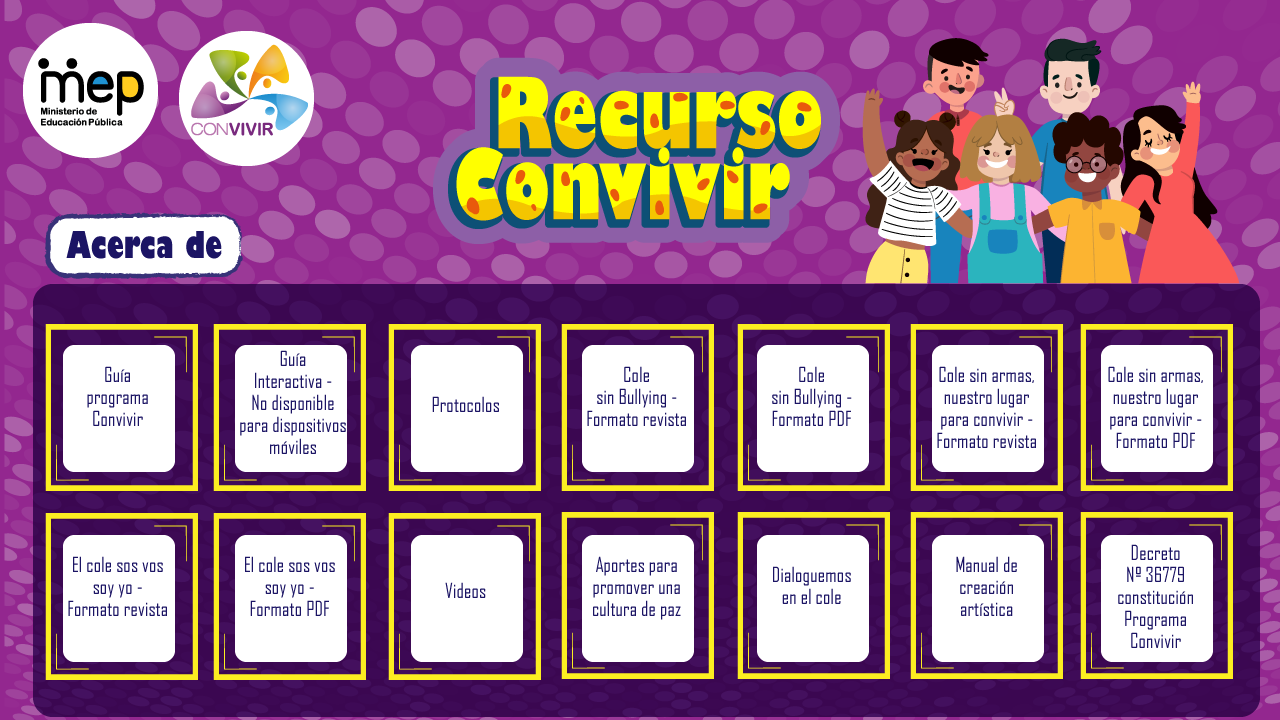 mep
Ministerio de
Educación Pública
CONVIVIR
Recurso
Convivir
Acerca de
Guía
programa
Convivir
Guía
Interactiva -
No disponible
para dispositivos
móviles
Protocolos
Cole
sin Bullying -
Formato revista
Cole
sin Bullying -
Formato PDF
Cole sin armas,
nuestro lugar
para convivir -
Formato revista
Cole sin armas,
nuestro lugar
para convivir -
Formato PDF
El cole sos vos
soy yo -
Formato revista
El cole sos vos
soy yo -
Formato PDF
Videos
Aportes para
promover una
cultura de paz
Dialoguemos
en el cole
Manual de
creación
artística
Decreto
Nº 36779
constitución
Programa
Convivir